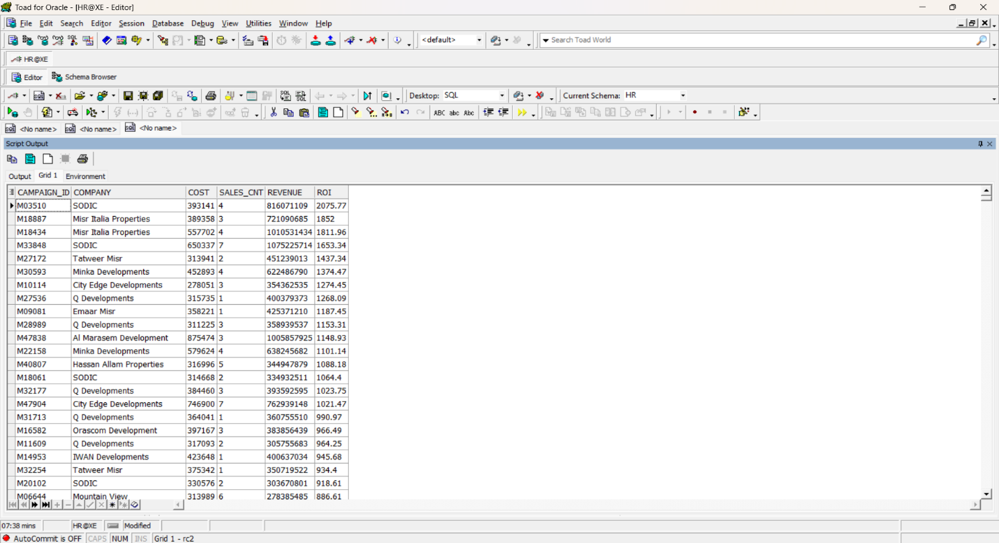 Toad for Oracle - [HR@XE - Editor]
File Edit Search Editor Session Database Debug View Utilities Window Help
<default> Search Toad World
HR@XE
Editor Schema Browser
SQL Desktop: SQL Current Schema: HR
ABC abc Abc
SQL <No name> SQL <No name> SQL <No name>
Script Output
Output Grid 1 Environment
CAMPAIGN_ID COMPANY COST SALES_CNT REVENUE ROI
M03510 SODIC 393141 4 816071109 2075.77
M18887 Misr Italia Properties 389358 3 721090685 1852
M18434 Misr Italia Properties 557702 4 1010531434 1811.96
M33848 SODIC 650337 7 1075225714 1653.34
M27172 Tatweer Misr 313941 2 451239013 1437.34
M30593 Minka Developments 452893 4 622486790 1374.47
M10114 City Edge Developments 278051 3 354362535 1274.45
M27536 Q Developments 315735 1 400379373 1268.09
M09081 Emaar Misr 358221 1 425371210 1187.45
M28989 Q Developments 311225 3 358939537 1153.31
M47838 Al Marasem Development 875474 3 1005857925 1148.93
M22158 Minka Developments 579624 4 638245682 1101.14
M40807 Hassan Allam Properties 316996 5 344947879 1088.18
M18061 SODIC 314668 2 334932511 1064.4
M32177 Q Developments 384460 3 393592595 1023.75
M47904 City Edge Developments 746900 7 762939148 1021.47
M31713 Q Developments 364041 1 360755510 990.97
M16582 Orascom Development 397167 3 383856439 966.49
M11609 Q Developments 317093 2 305755683 964.25
M14953 IWAN Developments 423648 1 400637034 945.68
M32254 Tatweer Misr 375342 1 350719522 934.4
M20102 SODIC 330576 2 303670801 918.61
M06644 Mountain View 313989 6 278385485 886.61
07:38 mins HR@XE Modified
AutoCommit is OFF CAPS NUM INS Grid 1 - rc2